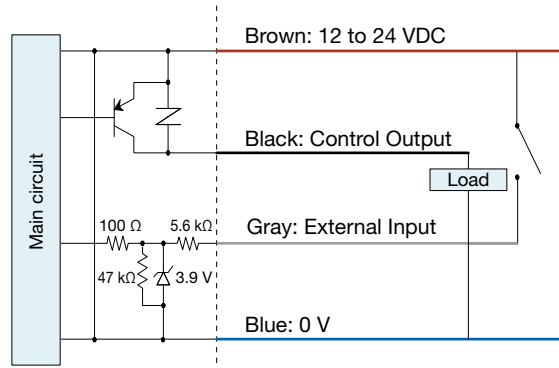 Brown: 12 to 24 VDC
Main circuit
Black: Control Output
Load
100 Ω
5.6 kΩ
Gray: External Input
47 kΩ
3.9 V
Blue: 0 V